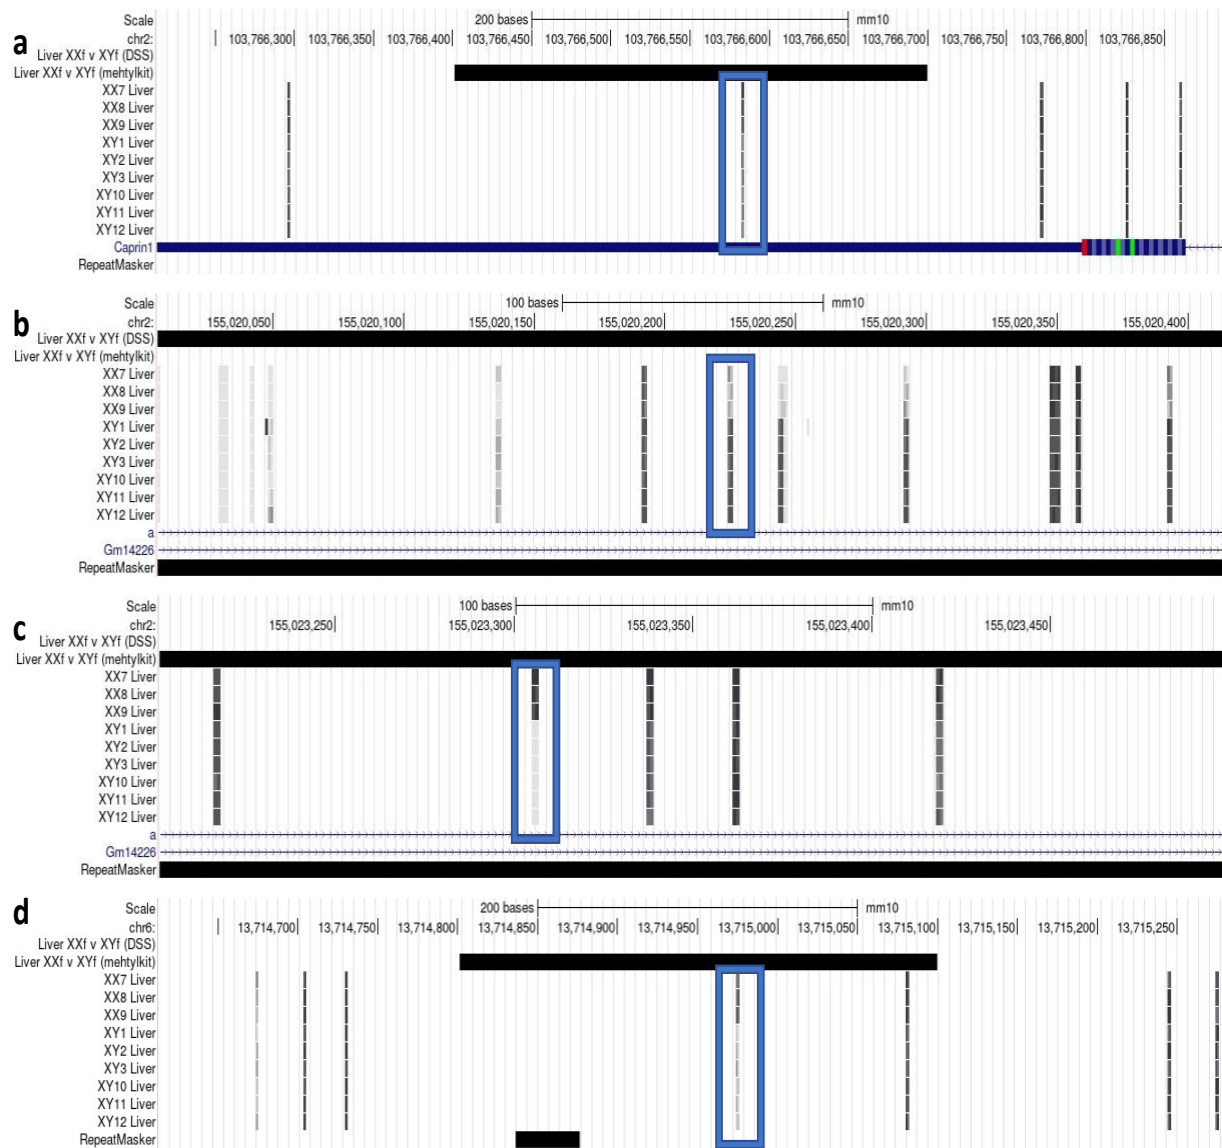 a
Scale 200 bases mm10
chr2: 103,766,300 103,766,350 103,766,400 103,766,450 103,766,500 103,766,550 103,766,600 103,766,650 103,766,700 103,766,750 103,766,800 103,766,850
Liver XXf v XYf (DSS)
Liver XXf v XYf (mehtylkit)
XX7 Liver
XX8 Liver
XX9 Liver
XY1 Liver
XY2 Liver
XY3 Liver
XY10 Liver
XY11 Liver
XY12 Liver
Caprin1
RepeatMasker
b
Scale 100 bases mm10
chr2: 155,020,050 155,020,100 155,020,150 155,020,200 155,020,250 155,020,300 155,020,350 155,020,400
Liver XXf v XYf (DSS)
Liver XXf v XYf (mehtylkit)
XX7 Liver
XX8 Liver
XX9 Liver
XY1 Liver
XY2 Liver
XY3 Liver
XY10 Liver
XY11 Liver
XY12 Liver
a
Gm14226
RepeatMasker
c
Scale 100 bases mm10
chr2: 155,023,250 155,023,300 155,023,350 155,023,400 155,023,450
Liver XXf v XYf (DSS)
Liver XXf v XYf (mehtylkit)
XX7 Liver
XX8 Liver
XX9 Liver
XY1 Liver
XY2 Liver
XY3 Liver
XY10 Liver
XY11 Liver
XY12 Liver
a
Gm14226
RepeatMasker
d
Scale 200 bases mm10
chr6: 13,714,700 13,714,750 13,714,800 13,714,850 13,714,900 13,714,950 13,715,000 13,715,050 13,715,100 13,715,150 13,715,200 13,715,250
Liver XXf v XYf (DSS)
Liver XXf v XYf (mehtylkit)
XX7 Liver
XX8 Liver
XX9 Liver
XY1 Liver
XY2 Liver
XY3 Liver
XY10 Liver
XY11 Liver
XY12 Liver
RepeatMasker